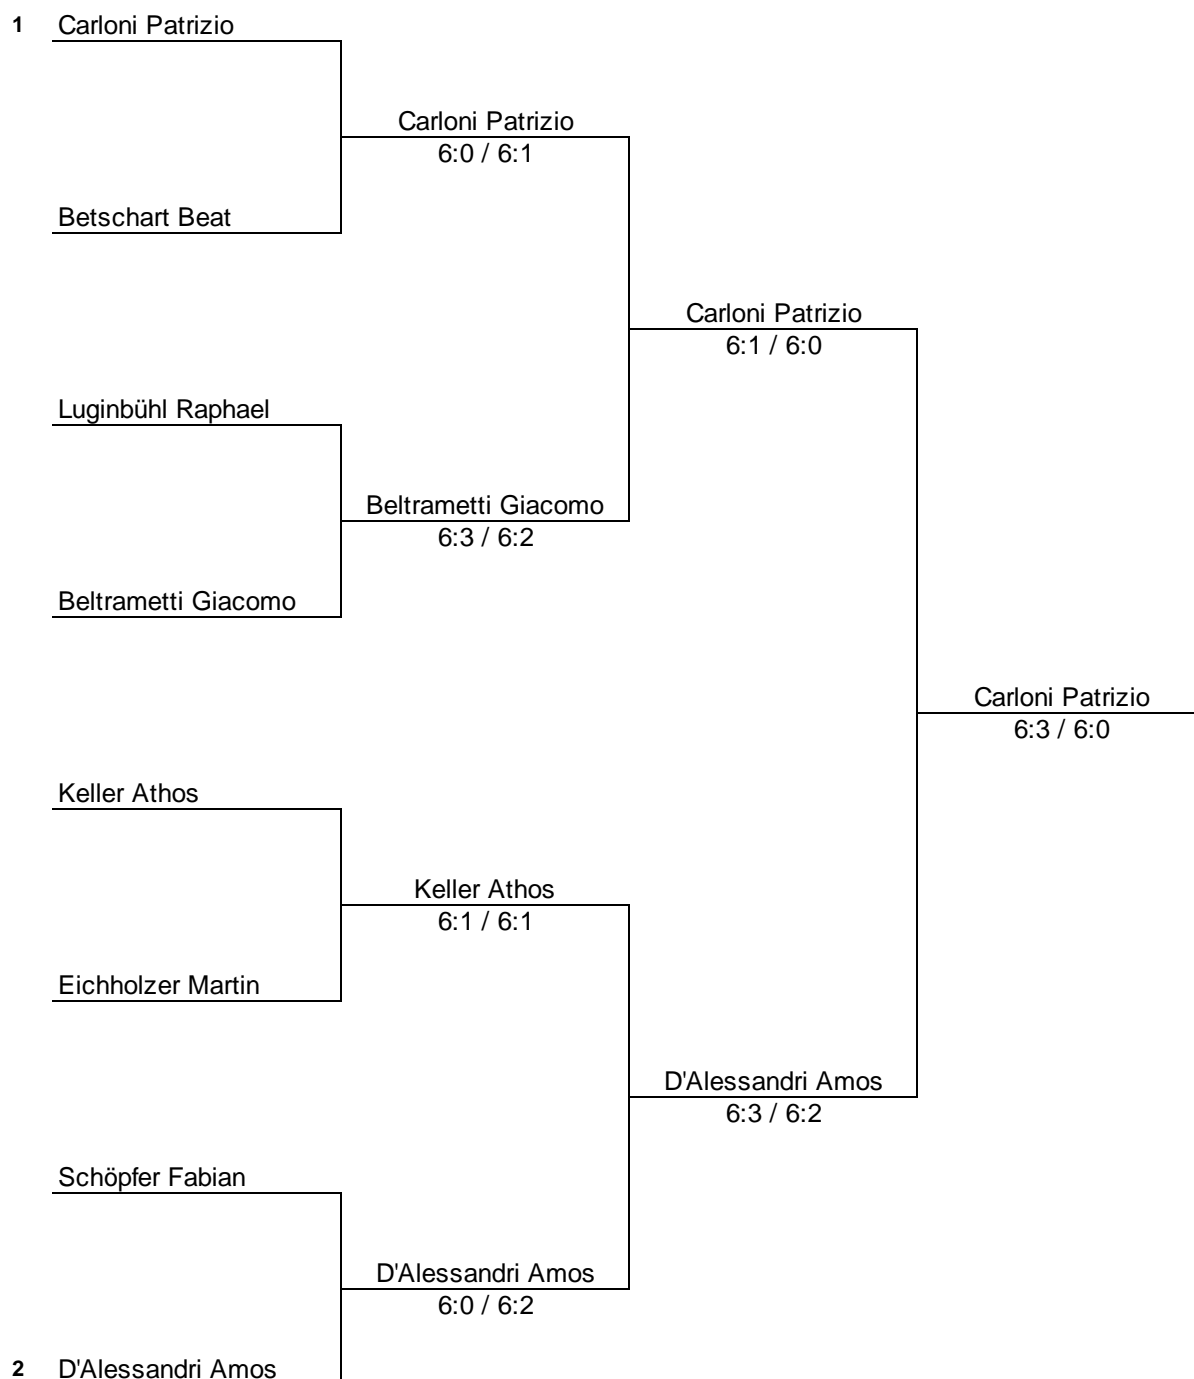 1 Carloni Patrizio
Carloni Patrizio
6:0 / 6:1
Betschart Beat
Carloni Patrizio
6:1 / 6:0
Luginbühl Raphael
Beltrametti Giacomo
6:3 / 6:2
Beltrametti Giacomo
Carloni Patrizio
6:3 / 6:0
Keller Athos
Keller Athos
6:1 / 6:1
Eichholzer Martin
D'Alessandri Amos
6:3 / 6:2
Schöpfer Fabian
D'Alessandri Amos
6:0 / 6:2
2 D'Alessandri Amos